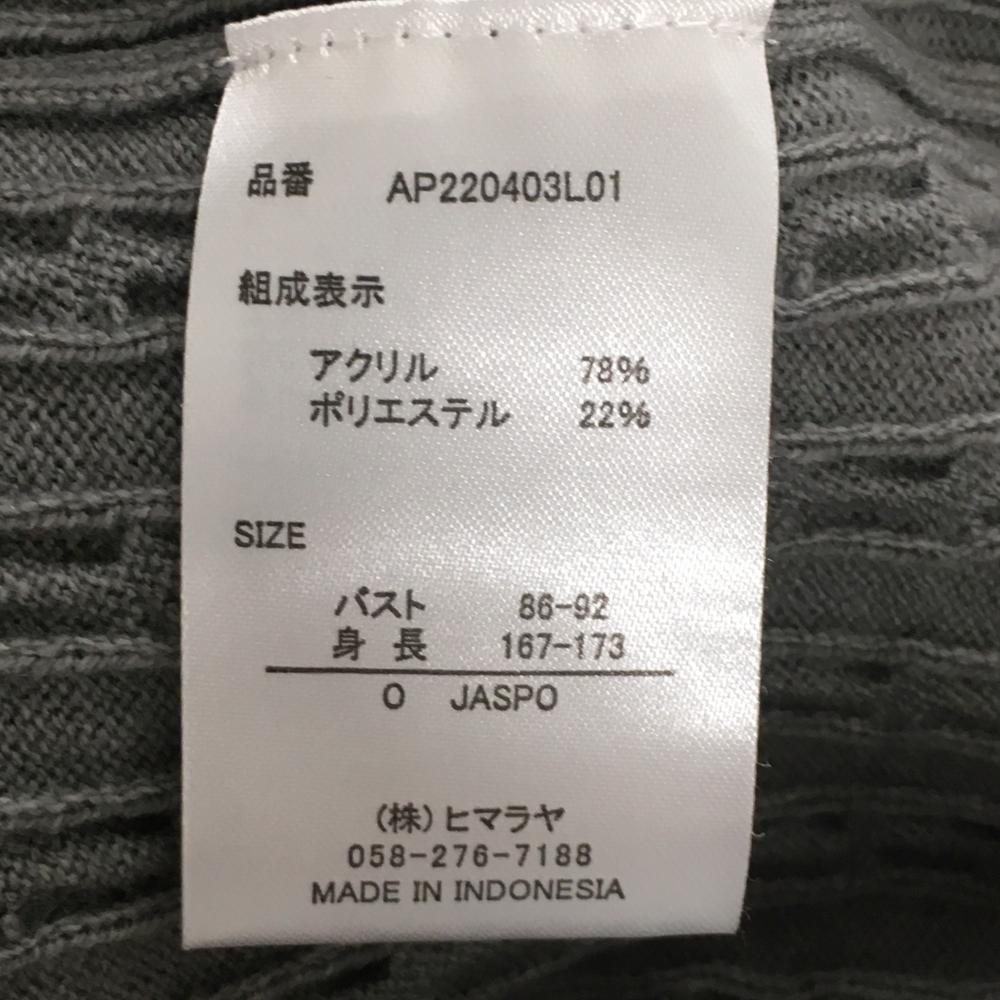 品番 AP220403L01
組成表示
アクリル 78%
ポリエステル 22%
SIZE
バスト 86-92
身長 167-173
O JASPO
(株)ヒマラヤ
058-276-7188
MADE IN INDONESIA